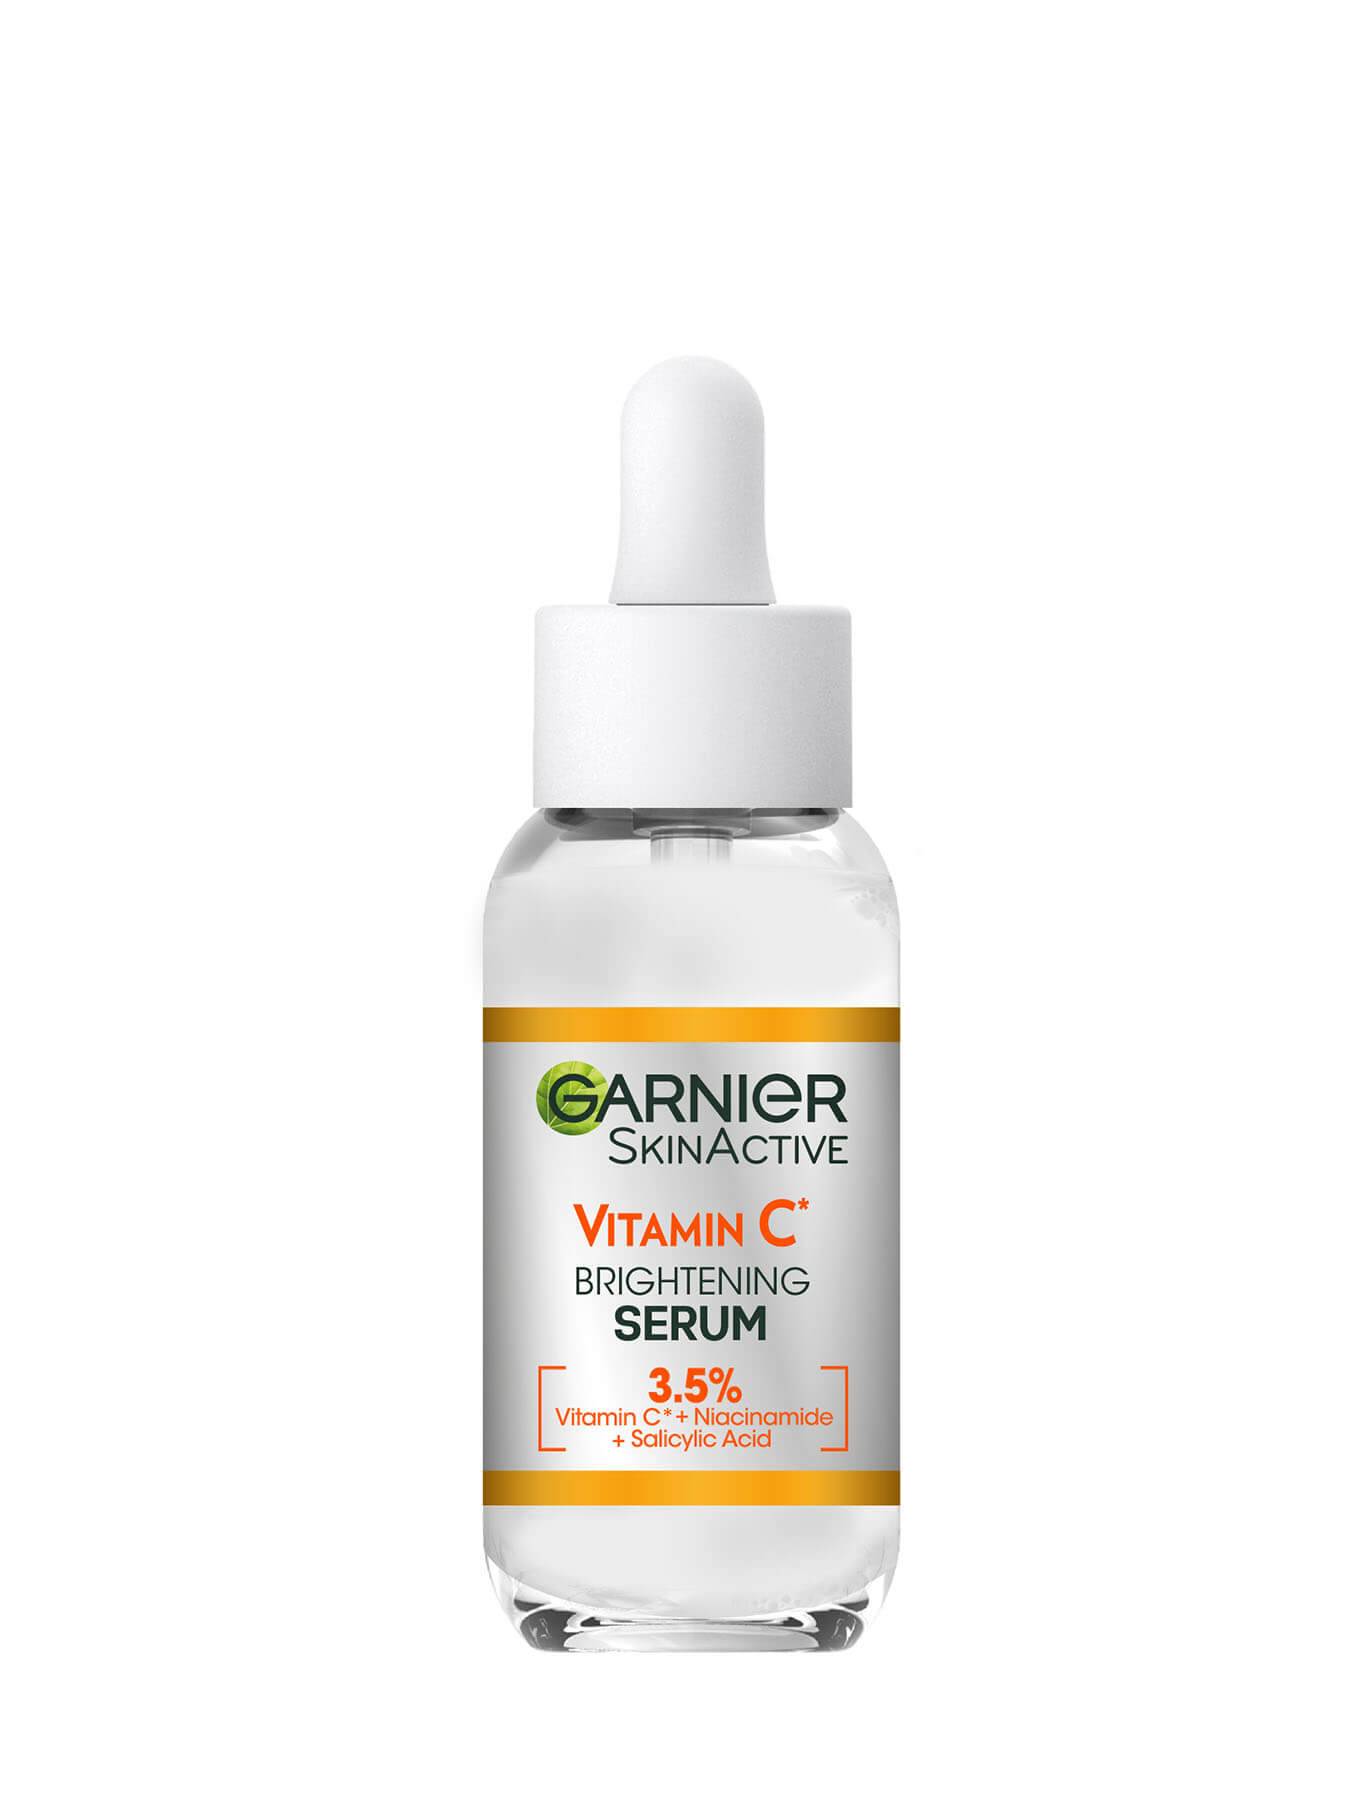 GARNIER
SKINACTIVE
VITAMIN C*
BRIGHTENING
SERUM
3.5%
Vitamin C* + Niacinamide
+ Salicylic Acid